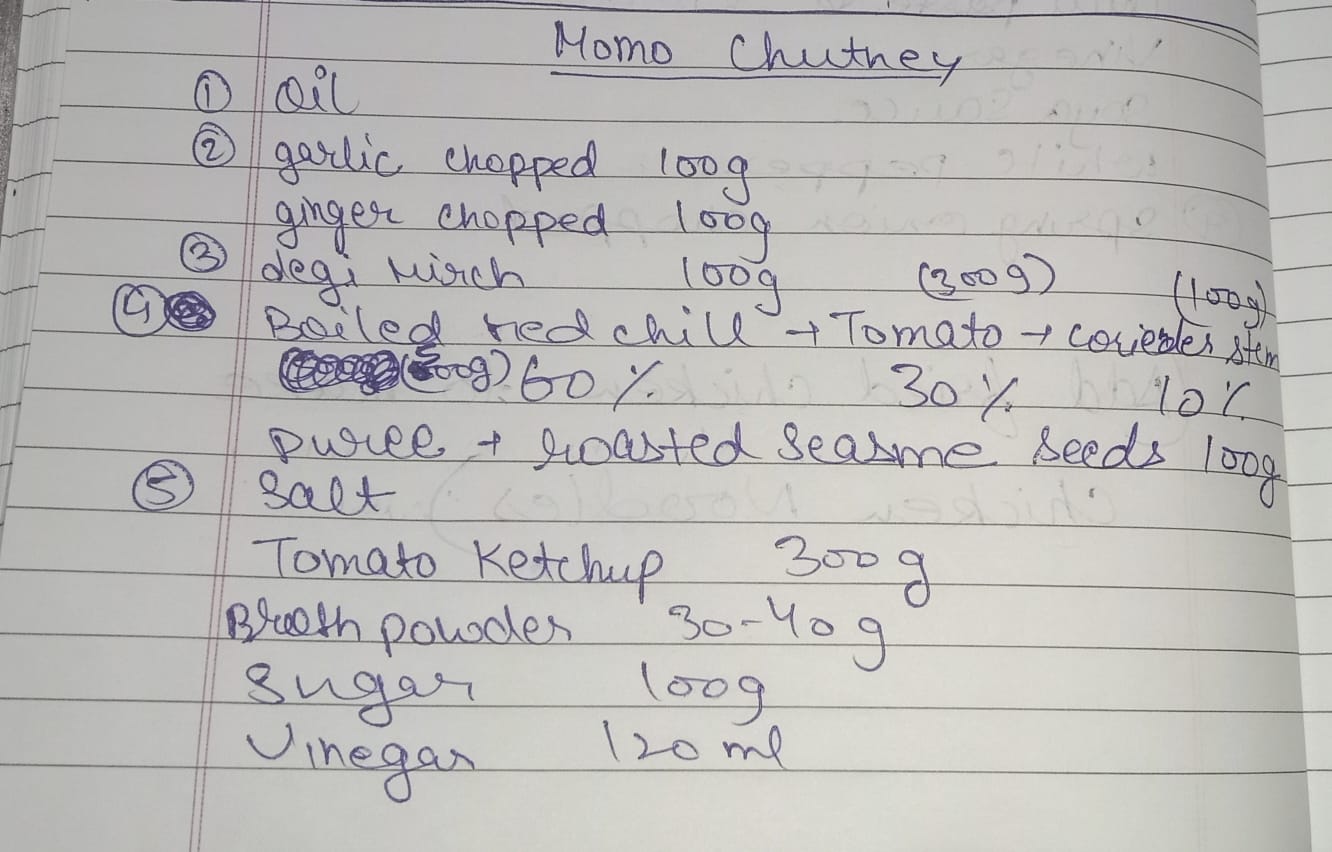 Momo Chutney
① Oil
② garlic chopped 100g
ginger chopped 100g
③ degi Mirch 100g (300g) (100g)
④ Boiled red chill + Tomato + coriender stem
60% 30% 10%
puree + roasted Seasme seeds 100g
⑤ Salt
Tomato Ketchup 300g
Broth powder 30-40g
Sugar 100g
Vinegar 120 ml